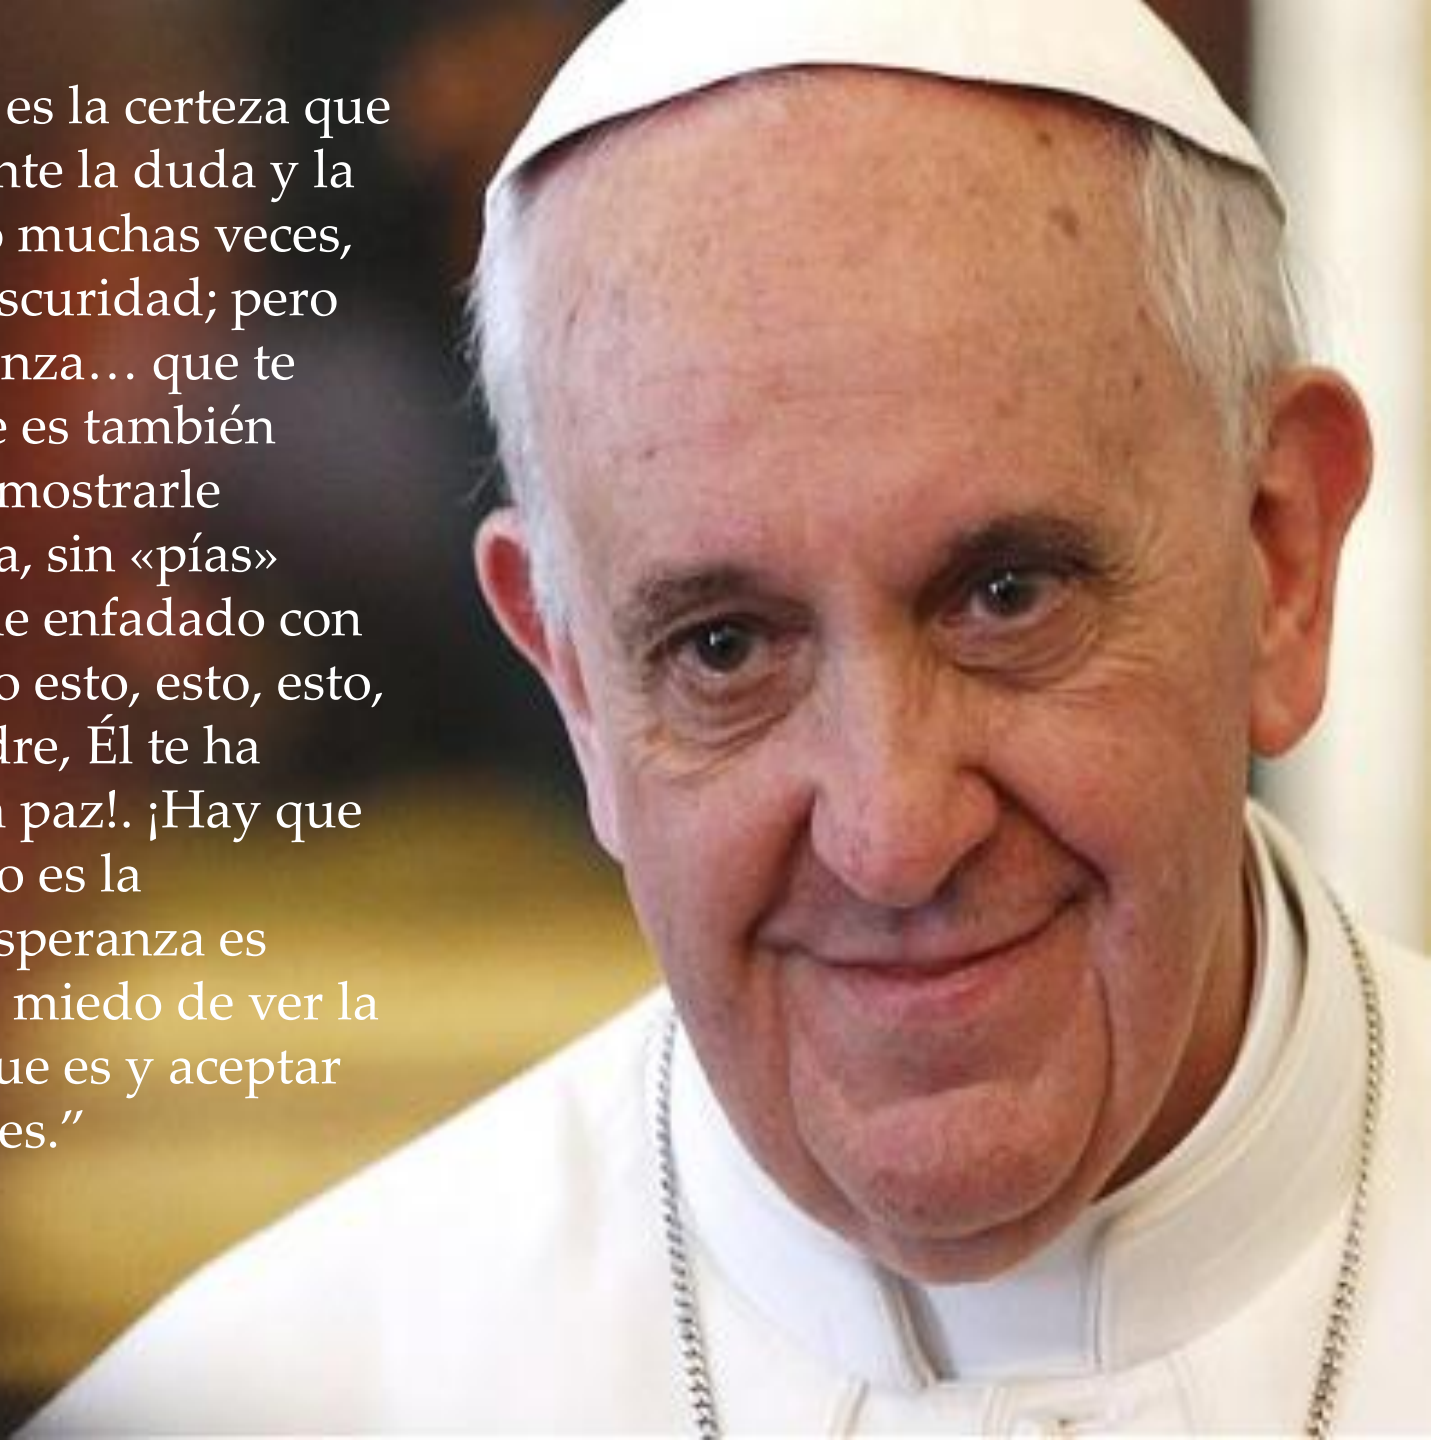 es la certeza que
nte la duda y la
o muchas veces,
scuridad; pero
nza… que te
e es también
mostrarle
a, sin «pías»
e enfadado con
o esto, esto, esto,
dre, Él te ha
paz!. ¡Hay que
o es la
speranza es
miedo de ver la
ue es y aceptar
es.”